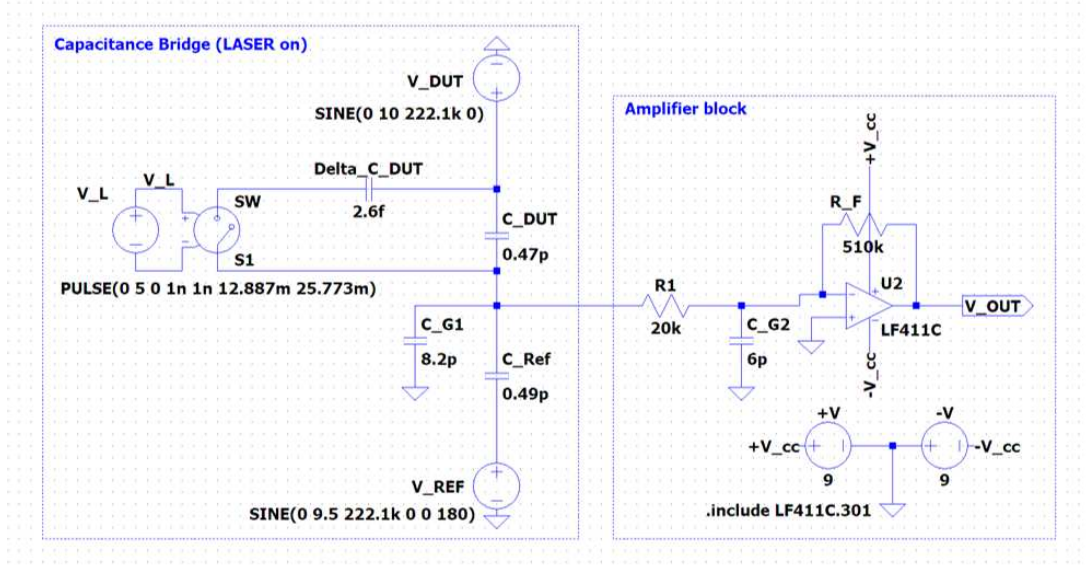 Capacitance Bridge (LASER on)
V_DUT
SINE(0 10 222.1k 0)
Delta_C_DUT
2.6f
V_L
V_L
SW
S1
PULSE(0 5 0 1n 1n 12.887m 25.773m)
C_DUT
0.47p
C_G1
8.2p
C_Ref
0.49p
V_REF
SINE(0 9.5 222.1k 0 0 180)
Amplifier block
+V_cc
R_F
510k
R1
20k
C_G2
6p
U2
LF411C
V_OUT
-V_cc
+V
-V
+V_cc
-V_cc
9
9
.include LF411C.301